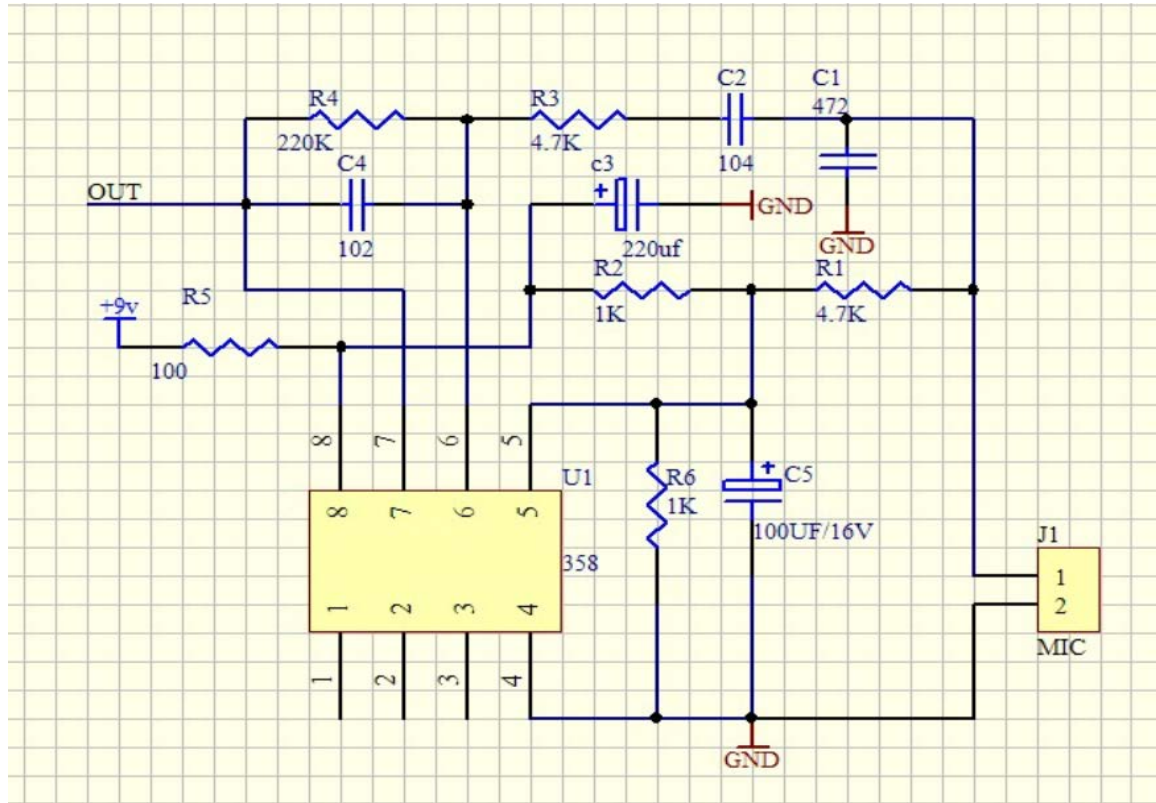 C2
C1
R4
R3
472
220K
4.7K
C4
c3
104
OUT
+
GND
102
220uf
GND
R2
R1
+9v
R5
1K
4.7K
100
8
7
6
5
U1
+
C5
R6
1K
8
7
6
5
100UF/16V
J1
358
1
1
2
3
4
2
MIC
1
2
3
4
GND